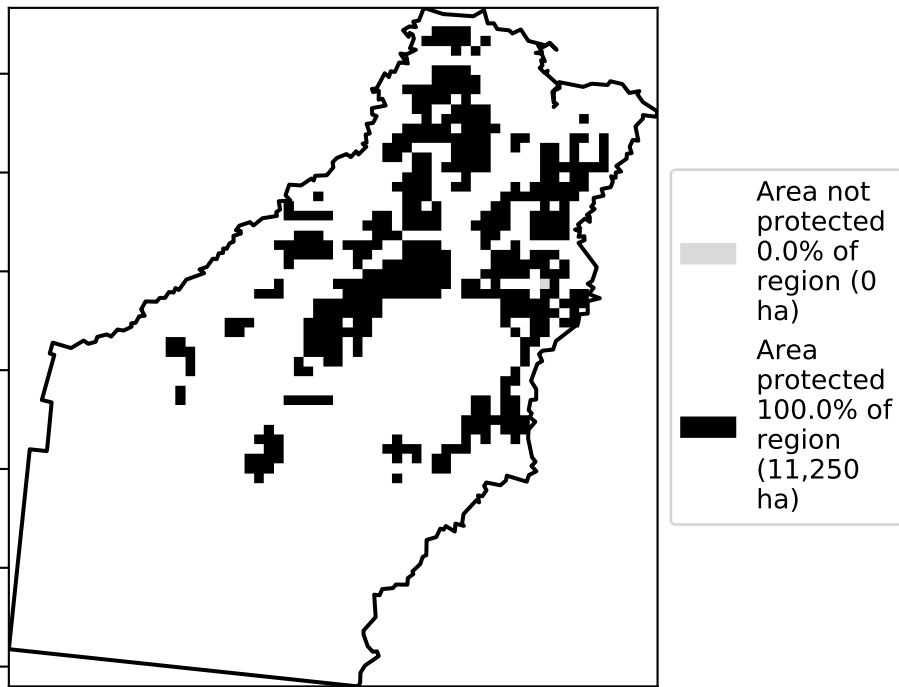 Area not
protected
0.0% of
region (0
ha)
Area
protected
100.0% of
region
(11,250
ha)